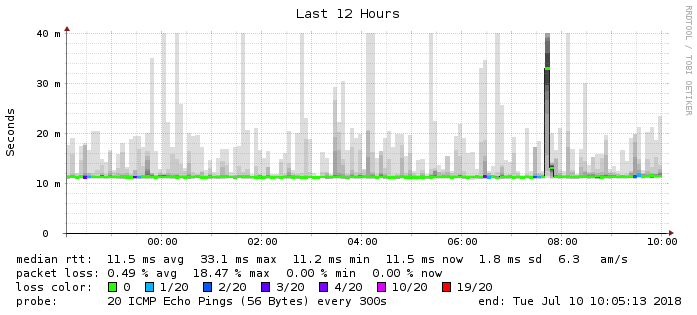 Last 12 Hours
RRDTOOL / TOBI OETIKER
Seconds
40 m
30 m
20 m
10 m
0
00:00 02:00 04:00 06:00 08:00 10:00
median rtt: 11.5 ms avg 33.1 ms max 11.2 ms min 11.5 ms now 1.8 ms sd 6.3 am/s
packet loss: 0.49 % avg 18.47 % max 0.00 % min 0.00 % now
loss color: 0 1/20 2/20 3/20 4/20 10/20 19/20
probe: 20 ICMP Echo Pings (56 Bytes) every 300s end: Tue Jul 10 10:05:13 2018